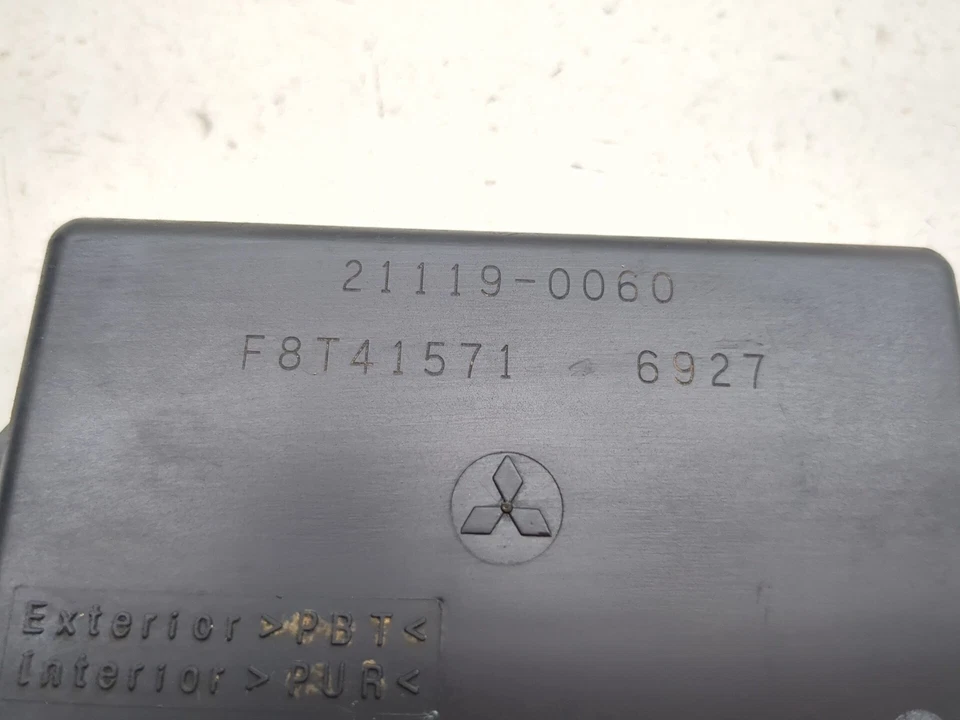 21119-0060
F8T41571 6927
Exterior >PBT<
Interior >PUR<